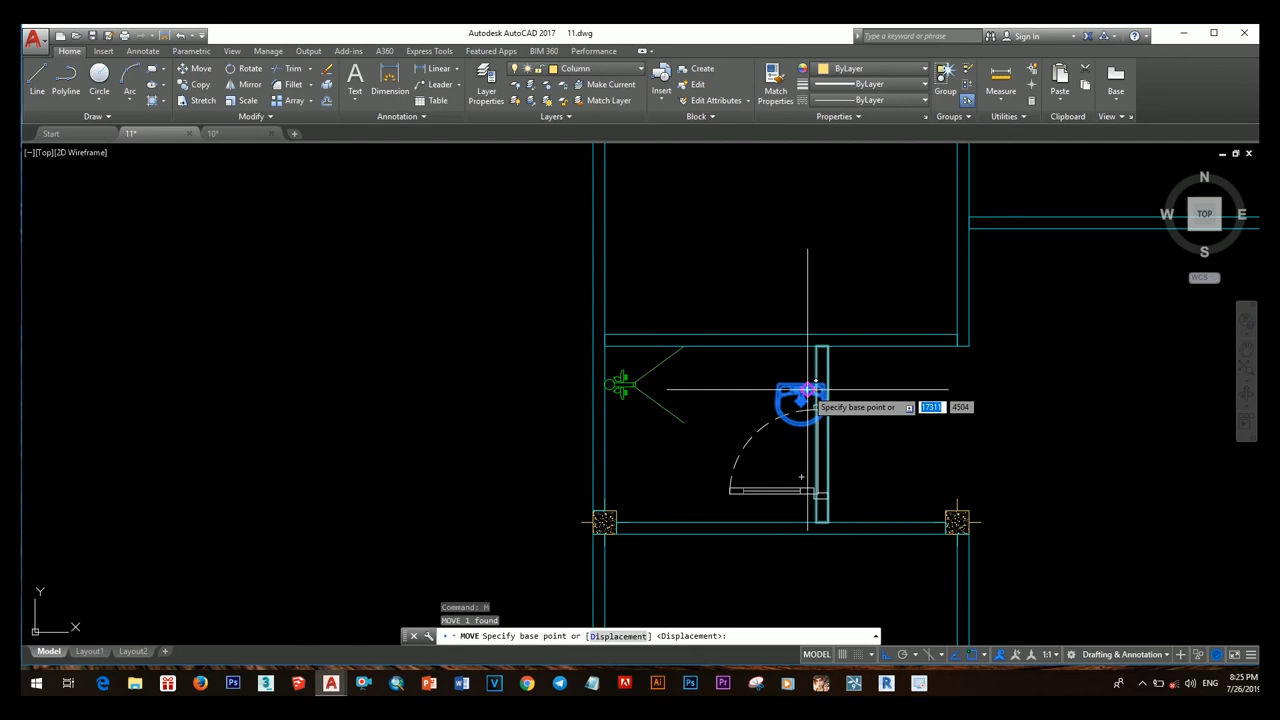 Autodesk AutoCAD 2017 11.dwg
Type a keyword or phrase
Sign In
Home Insert Annotate Parametric View Manage Output Add-ins A360 Express Tools Featured Apps BIM 360 Performance
Move Rotate Trim
Copy Mirror Fillet
Stretch Scale Array
Line Polyline Circle Arc
Text Dimension
Linear
Leader
Table
Layer
Properties
Column
Make Current
Match Layer
Insert
Create
Edit
Edit Attributes
Match
Properties
ByLayer
ByLayer
ByLayer
Group Measure Paste Base
Draw Modify Annotation Layers Block Properties Groups Utilities Clipboard View
Start 11* 10*
[−][Top][2D Wireframe]
N
W TOP E
S
WCS
Specify base point or 17311 4504
Y
X
Command: M
MOVE 1 found
MOVE Specify base point or [Displacement] <Displacement>:
Model Layout1 Layout2
MODEL 1:1 Drafting & Annotation
ENG 8:25 PM
7/26/2019